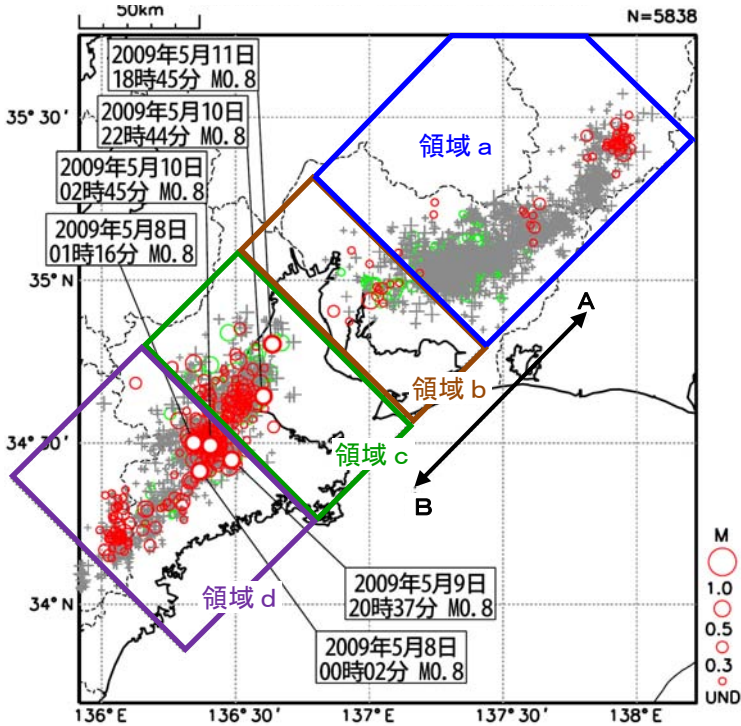 50km
N=5838
2009年5月11日
18時45分 M0.8
2009年5月10日
22時44分 M0.8
2009年5月10日
02時45分 M0.8
2009年5月8日
01時16分 M0.8
35°30′
領域a
35°N
A
領域b
34°30′
領域c
B
領域d
2009年5月9日
20時37分 M0.8
2009年5月8日
00時02分 M0.8
34°N
M
1.0
0.5
0.3
UND
136°E
136°30′
137°E
137°30′
138°E